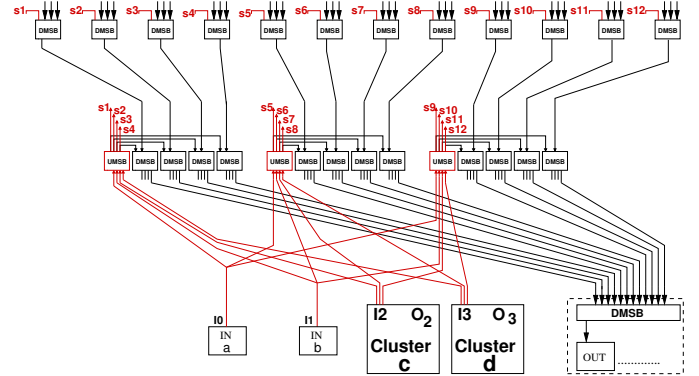 s1 s2 s3 s4 s5 s6 s7 s8 s9 s10 s11 s12
DMSB DMSB DMSB DMSB DMSB DMSB DMSB DMSB DMSB DMSB DMSB DMSB
s1 s5 s9
s2 s6 s10
s3 s7 s11
s4 s8 s12
UMSB DMSB DMSB DMSB DMSB UMSB DMSB DMSB DMSB DMSB UMSB DMSB DMSB DMSB DMSB
I0 I1 I2 O2 I3 O3 DMSB
IN IN Cluster Cluster OUT ..............
a b c d